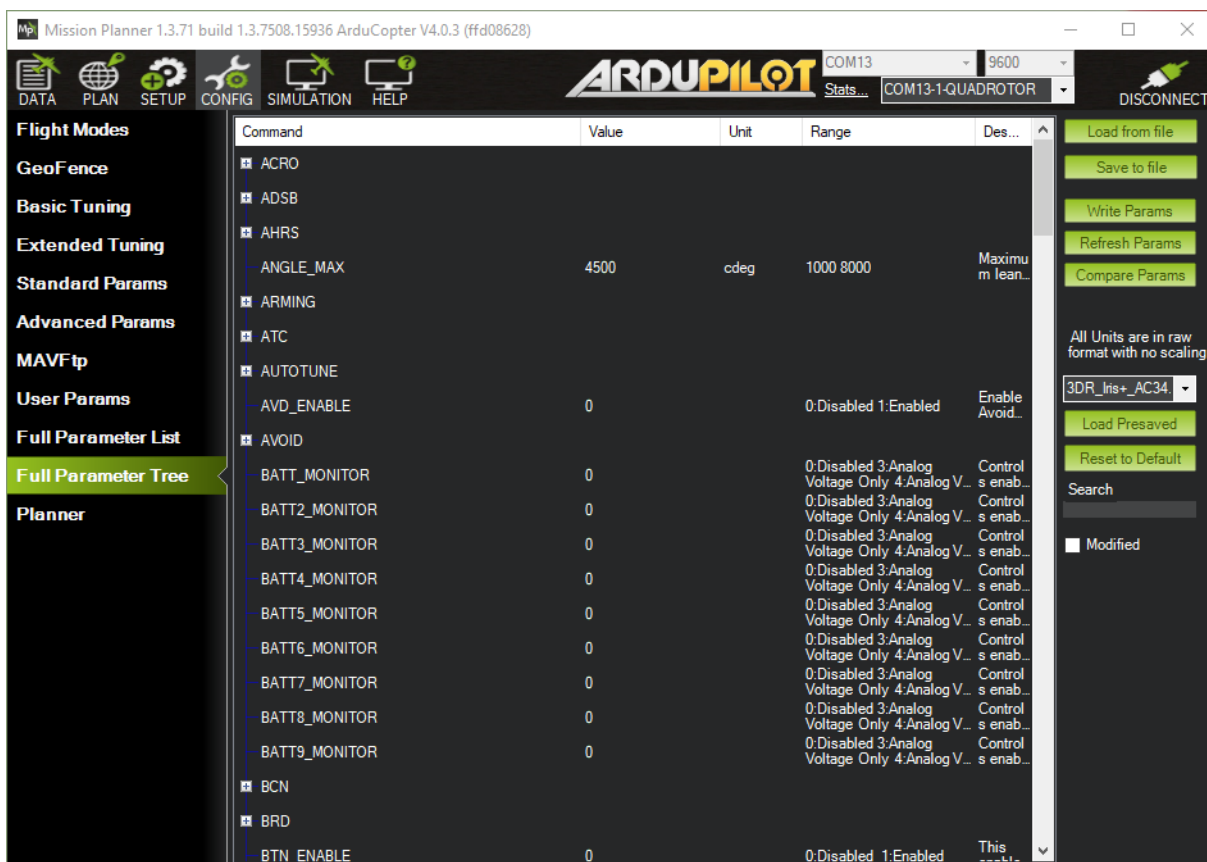 Mission Planner 1.3.71 build 1.3.7508.15936 ArduCopter V4.0.3 (ffd08628)
DATA PLAN SETUP CONFIG SIMULATION HELP
ARDUPILOT
COM13 9600
Stats... COM13-1-QUADROTOR
DISCONNECT
Flight Modes
GeoFence
Basic Tuning
Extended Tuning
Standard Params
Advanced Params
MAVFtp
User Params
Full Parameter List
Full Parameter Tree
Planner
Command Value Unit Range Des...
ACRO
ADSB
AHRS
ANGLE_MAX 4500 cdeg 1000 8000 Maximu
m lean...
ARMING
ATC
AUTOTUNE
AVD_ENABLE 0 0:Disabled 1:Enabled Enable
Avoid...
AVOID
BATT_MONITOR 0 0:Disabled 3:Analog Control
Voltage Only 4:Analog V... s enab...
BATT2_MONITOR 0 0:Disabled 3:Analog Control
Voltage Only 4:Analog V... s enab...
BATT3_MONITOR 0 0:Disabled 3:Analog Control
Voltage Only 4:Analog V... s enab...
BATT4_MONITOR 0 0:Disabled 3:Analog Control
Voltage Only 4:Analog V... s enab...
BATT5_MONITOR 0 0:Disabled 3:Analog Control
Voltage Only 4:Analog V... s enab...
BATT6_MONITOR 0 0:Disabled 3:Analog Control
Voltage Only 4:Analog V... s enab...
BATT7_MONITOR 0 0:Disabled 3:Analog Control
Voltage Only 4:Analog V... s enab...
BATT8_MONITOR 0 0:Disabled 3:Analog Control
Voltage Only 4:Analog V... s enab...
BATT9_MONITOR 0 0:Disabled 3:Analog Control
Voltage Only 4:Analog V... s enab...
BCN
BRD
BTN_ENABLE 0 0:Disabled 1:Enabled This
Load from file
Save to file
Write Params
Refresh Params
Compare Params
All Units are in raw
format with no scaling
3DR_Iris+_AC34.
Load Presaved
Reset to Default
Search
Modified